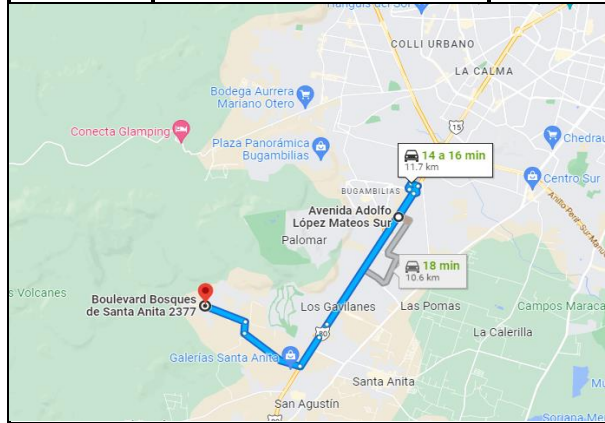 COLLI URBANO
LA CALMA
Bodega Aurrera
Mariano Otero
15
Conecta Glamping
Plaza Panorámica
Bugambilias
14 a 16 min
11.7 km
Chedrau
Centro Sur
BUGAMBILIAS
Avenida Adolfo
López Mateos Sur
Palomar
18 min
10.6 km
s Volcanes
Boulevard Bosques
de Santa Anita 2377
Los Gavilanes
Las Pomas
Campos Maraca
80
La Calerilla
Galerías Santa Anita
Santa Anita
San Agustín